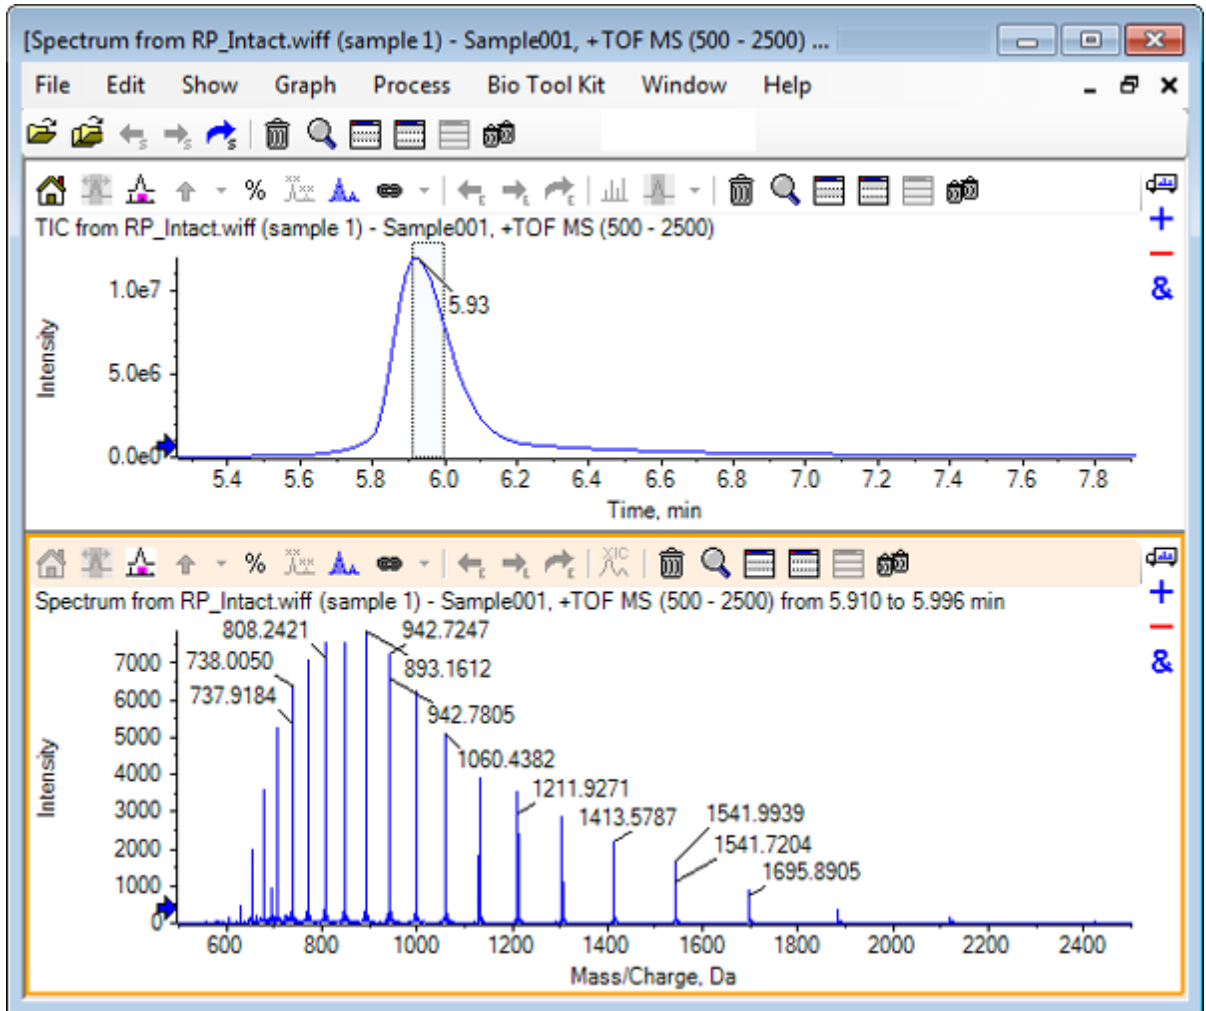 [Spectrum from RP_Intact.wiff (sample 1) - Sample001, +TOF MS (500 - 2500) ...
File Edit Show Graph Process Bio Tool Kit Window Help
TIC from RP_Intact.wiff (sample 1) - Sample001, +TOF MS (500 - 2500)
Intensity
1.0e7
5.0e6
0.0e0
5.93
5.4 5.6 5.8 6.0 6.2 6.4 6.6 6.8 7.0 7.2 7.4 7.6 7.8
Time, min
Spectrum from RP_Intact.wiff (sample 1) - Sample001, +TOF MS (500 - 2500) from 5.910 to 5.996 min
Intensity
7000
6000
5000
4000
3000
2000
1000
0
808.2421
942.7247
738.0050
893.1612
737.9184
942.7805
1060.4382
1211.9271
1413.5787
1541.9939
1541.7204
1695.8905
600 800 1000 1200 1400 1600 1800 2000 2200 2400
Mass/Charge, Da